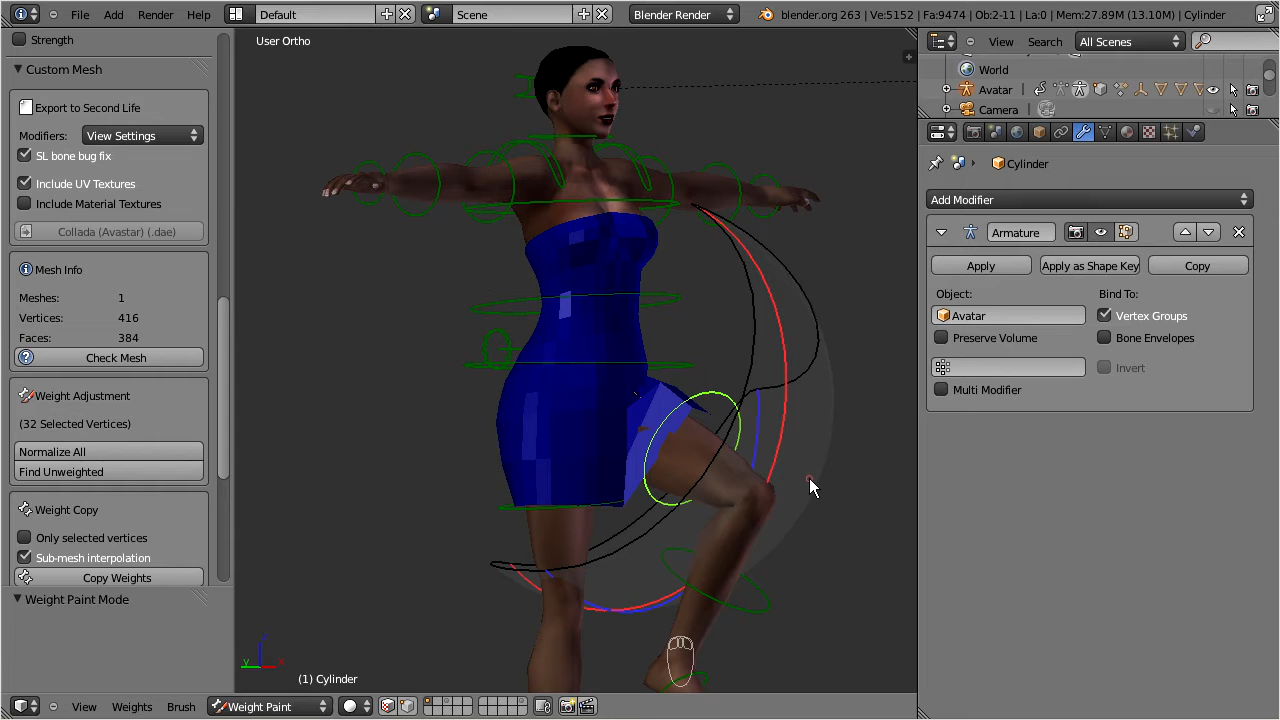 File Add Render Help Default Scene Blender Render blender.org 263 | Ve:5152 | Fa:9474 | Ob:2-11 | La:0 | Mem:27.89M (13.10M) | Cylinder
Strength
Custom Mesh
Export to Second Life
Modifiers: View Settings
SL bone bug fix
Include UV Textures
Include Material Textures
Collada (Avastar) (.dae)
Mesh Info
Meshes: 1
Vertices: 416
Faces: 384
Check Mesh
Weight Adjustment
(32 Selected Vertices)
Normalize All
Find Unweighted
Weight Copy
Only selected vertices
Sub-mesh interpolation
Copy Weights
Weight Paint Mode
User Ortho
(1) Cylinder
View Weights Brush Weight Paint
View Search All Scenes
World
Avatar
Camera
Cylinder
Add Modifier
Armature
Apply Apply as Shape Key Copy
Object: Bind To:
Avatar Vertex Groups
Preserve Volume Bone Envelopes
Invert
Multi Modifier